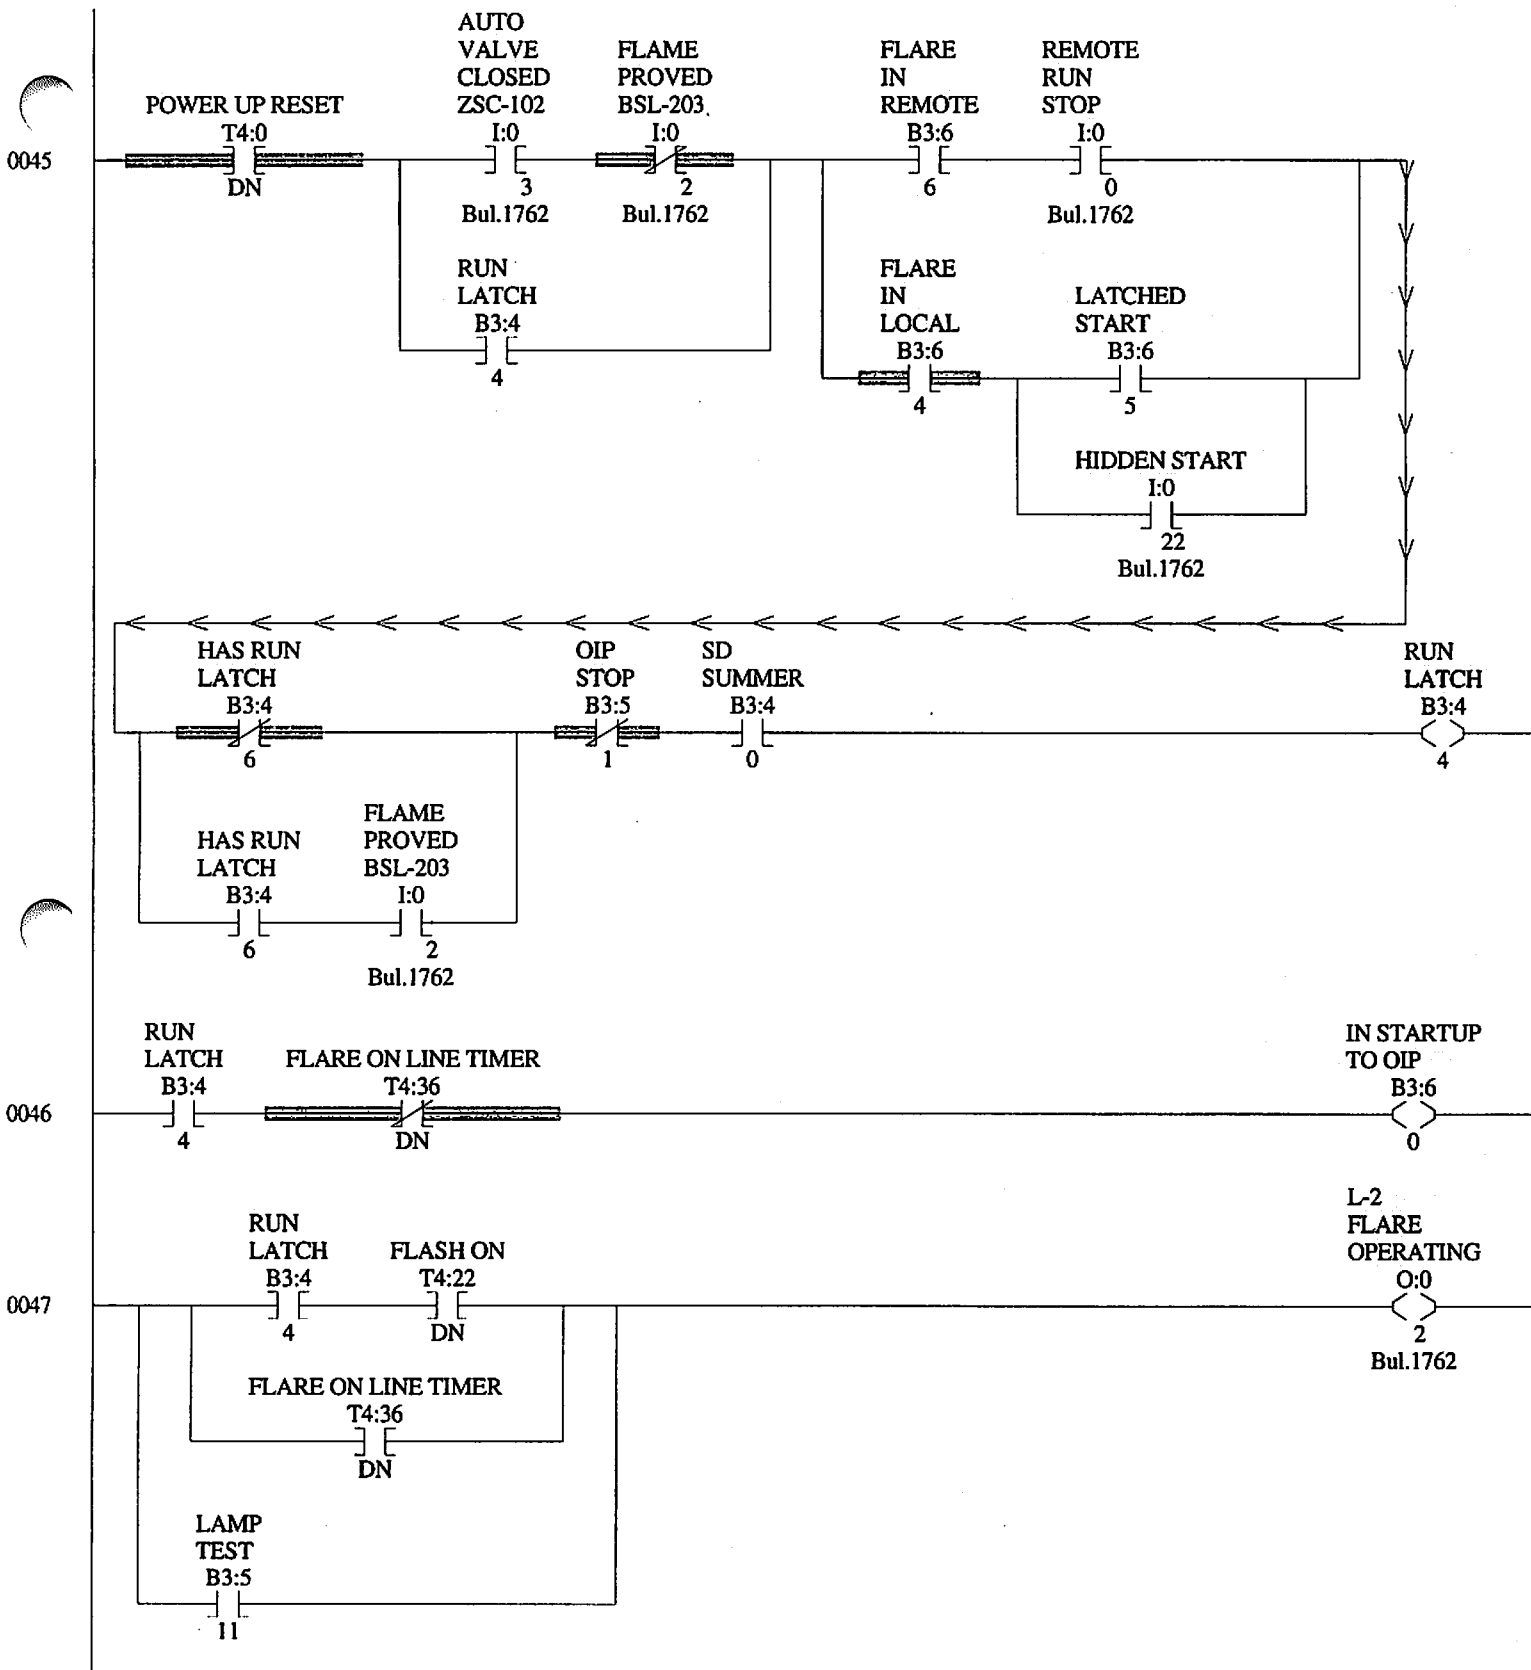 AUTO
VALVE
CLOSED
ZSC-102
I:0
3
Bul.1762
FLAME
PROVED
BSL-203
I:0
2
Bul.1762
FLARE
IN
REMOTE
B3:6
6
REMOTE
RUN
STOP
I:0
0
Bul.1762
POWER UP RESET
T4:0
DN
0045
RUN
LATCH
B3:4
4
FLARE
IN
LOCAL
B3:6
4
LATCHED
START
B3:6
5
HIDDEN START
I:0
22
Bul.1762
HAS RUN
LATCH
B3:4
6
OIP
STOP
B3:5
1
SD
SUMMER
B3:4
0
RUN
LATCH
B3:4
4
HAS RUN
LATCH
B3:4
6
FLAME
PROVED
BSL-203
I:0
2
Bul.1762
0046
RUN
LATCH
B3:4
4
FLARE ON LINE TIMER
T4:36
DN
IN STARTUP
TO OIP
B3:6
0
0047
RUN
LATCH
B3:4
4
FLASH ON
T4:22
DN
L-2
FLARE
OPERATING
O:0
2
Bul.1762
FLARE ON LINE TIMER
T4:36
DN
LAMP
TEST
B3:5
11